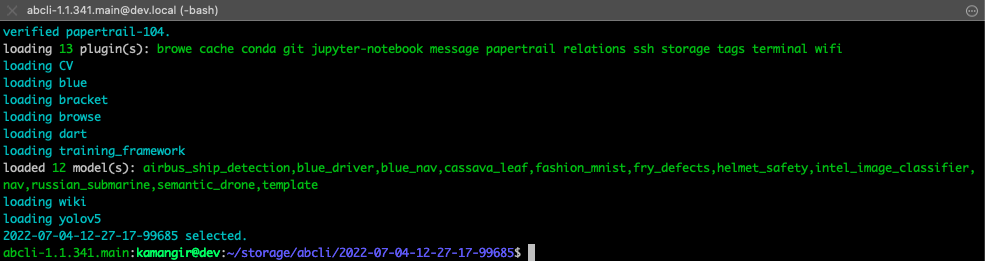 abcli-1.1.341.main@dev.local (-bash)
verified papertrail-104.
loading 13 plugin(s): browe cache conda git jupyter-notebook message papertrail relations ssh storage tags terminal wifi
loading CV
loading blue
loading bracket
loading browse
loading dart
loading training_framework
loaded 12 model(s): airbus_ship_detection,blue_driver,blue_nav,cassava_leaf,fashion_mnist,fry_defects,helmet_safety,intel_image_classifier,
nav,russian_submarine,semantic_drone,template
loading wiki
loading yolov5
2022-07-04-12-27-17-99685 selected.
abcli-1.1.341.main:kamangir@dev:~/storage/abcli/2022-07-04-12-27-17-99685$